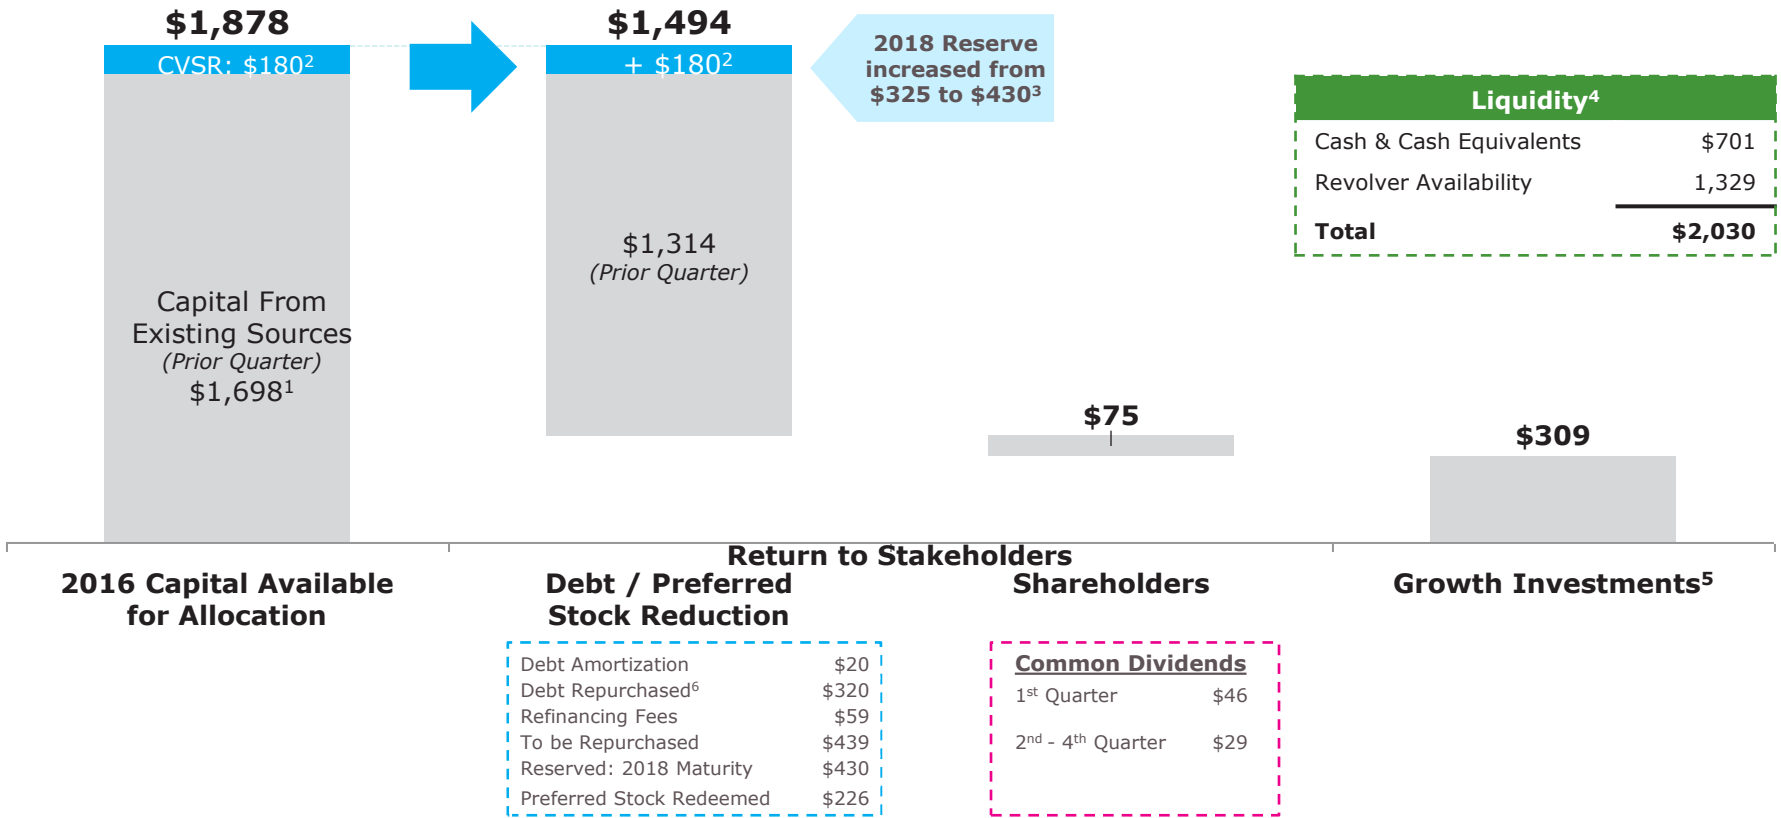 $1,878
CVSR: $180²
Capital From
Existing Sources
(Prior Quarter)
$1,698¹
$1,494
+ $180²
$1,314
(Prior Quarter)
2018 Reserve
increased from
$325 to $430³
Liquidity⁴
Cash & Cash Equivalents $701
Revolver Availability 1,329
Total $2,030
$75
$309
Return to Stakeholders
2016 Capital Available
for Allocation
Debt / Preferred
Stock Reduction
Shareholders
Growth Investments⁵
Debt Amortization $20
Debt Repurchased⁶ $320
Refinancing Fees $59
To be Repurchased $439
Reserved: 2018 Maturity $430
Preferred Stock Redeemed $226
Common Dividends
1st Quarter $46
2nd - 4th Quarter $29